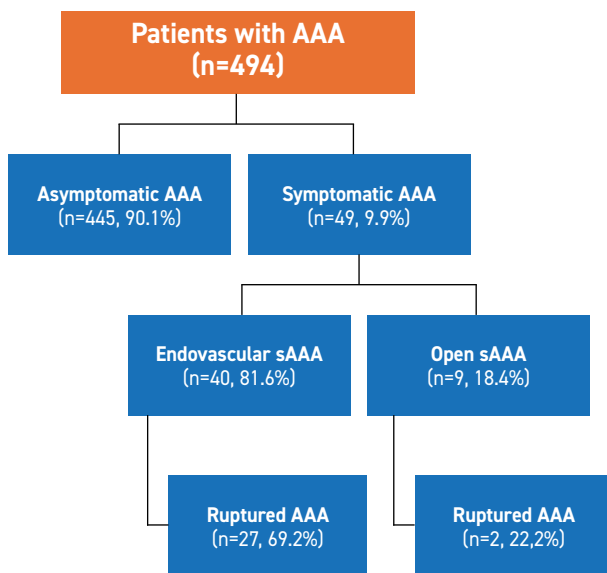 Patients with AAA
(n=494)
Asymptomatic AAA
(n=445, 90.1%)
Symptomatic AAA
(n=49, 9.9%)
Endovascular sAAA
(n=40, 81.6%)
Open sAAA
(n=9, 18.4%)
Ruptured AAA
(n=27, 69.2%)
Ruptured AAA
(n=2, 22,2%)